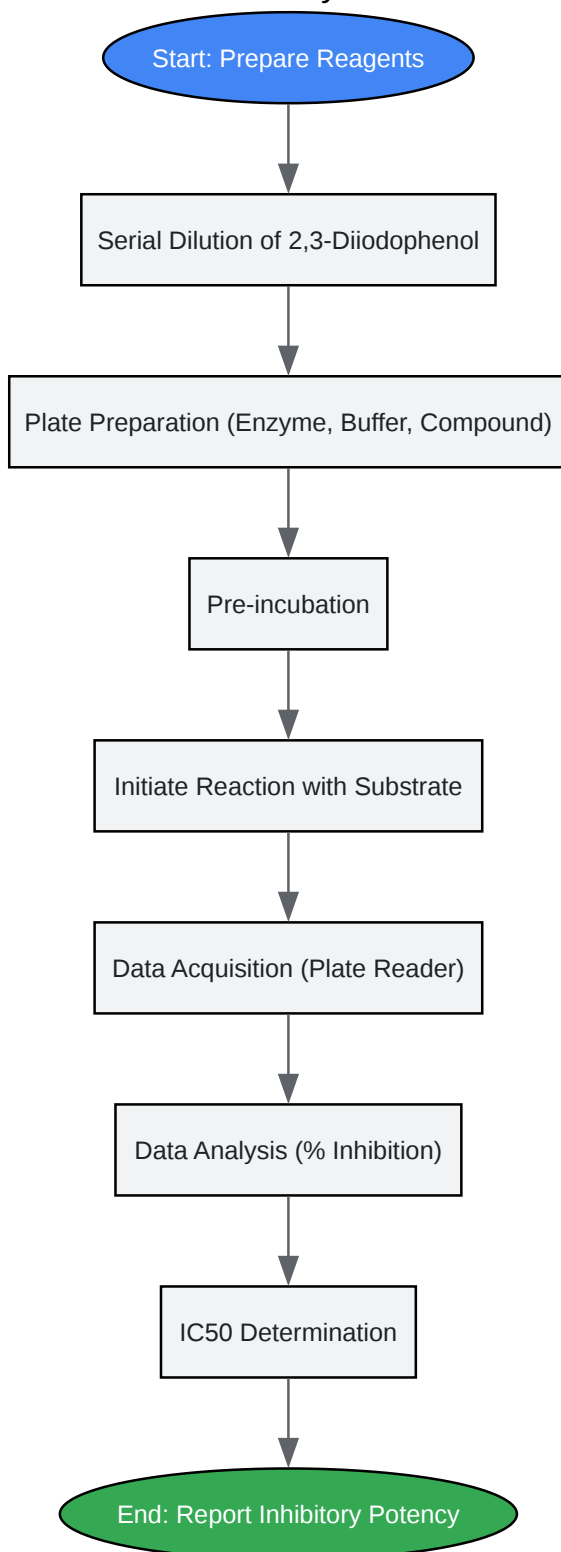 Start: Prepare Reagents
Serial Dilution of 2,3-Diiodophenol
Plate Preparation (Enzyme, Buffer, Compound)
Pre-incubation
Initiate Reaction with Substrate
Data Acquisition (Plate Reader)
Data Analysis (% Inhibition)
IC50 Determination
End: Report Inhibitory Potency